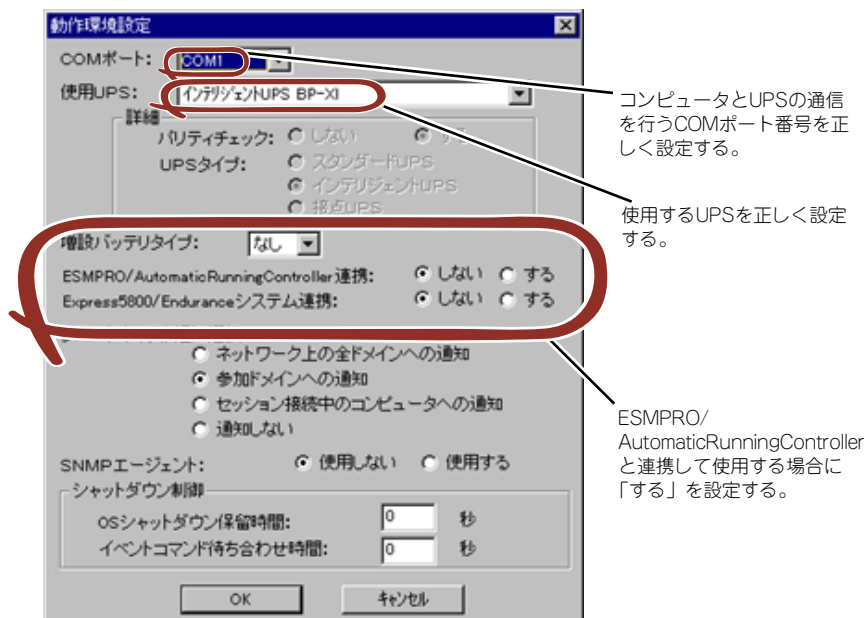 動作環境設定
COMポート: COM1
コンピュータとUPSの通信
を行うCOMポート番号を正
しく設定する。
使用UPS: インテリジェントUPS BP-XI
詳細
パリティチェック: しない する
UPSタイプ: スタンダードUPS
インテリジェントUPS
接点UPS
使用するUPSを正しく設定
する。
増設バッテリタイプ: なし
ESMPRO/AutomaticRunningController連携: しない する
Express5800/Enduranceシステム連携: しない する
ネットワーク上の全ドメインへの通知
参加ドメインへの通知
セッション接続中のコンピュータへの通知
通知しない
ESMPRO/
AutomaticRunningController
と連携して使用する場合に
「する」を設定する。
SNMPエージェント: 使用しない 使用する
シャットダウン制御
OSシャットダウン保留時間: 0 秒
イベントコマンド待ち合わせ時間: 0 秒
OK キャンセル